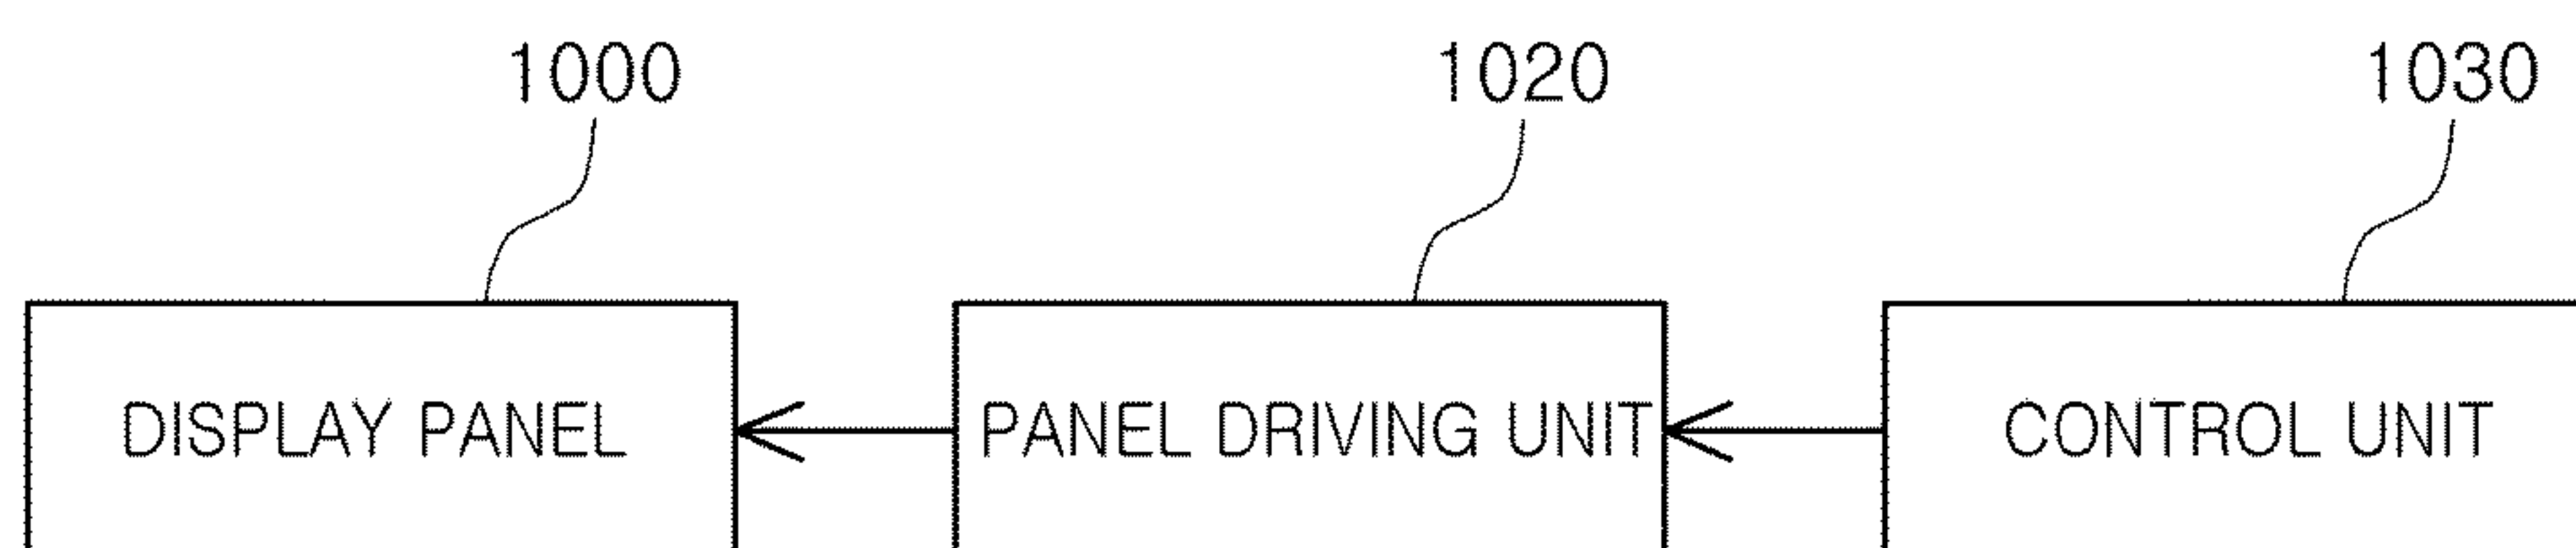 1000 1020 1030
DISPLAY PANEL PANEL DRIVING UNIT CONTROL UNIT